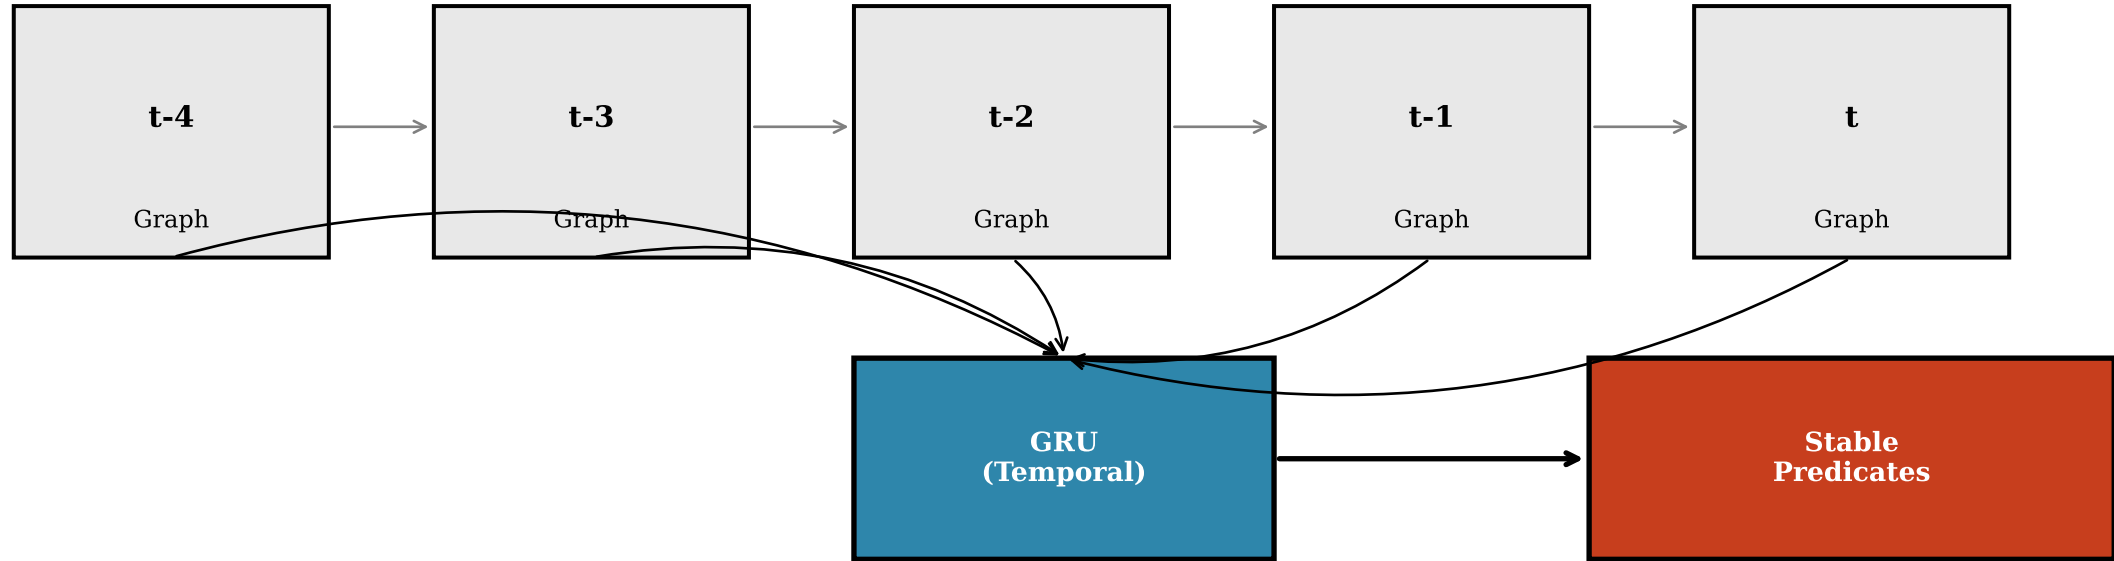 t-4
Graph
t-3
Graph
t-2
Graph
t-1
Graph
t
Graph
GRU
(Temporal)
Stable
Predicates